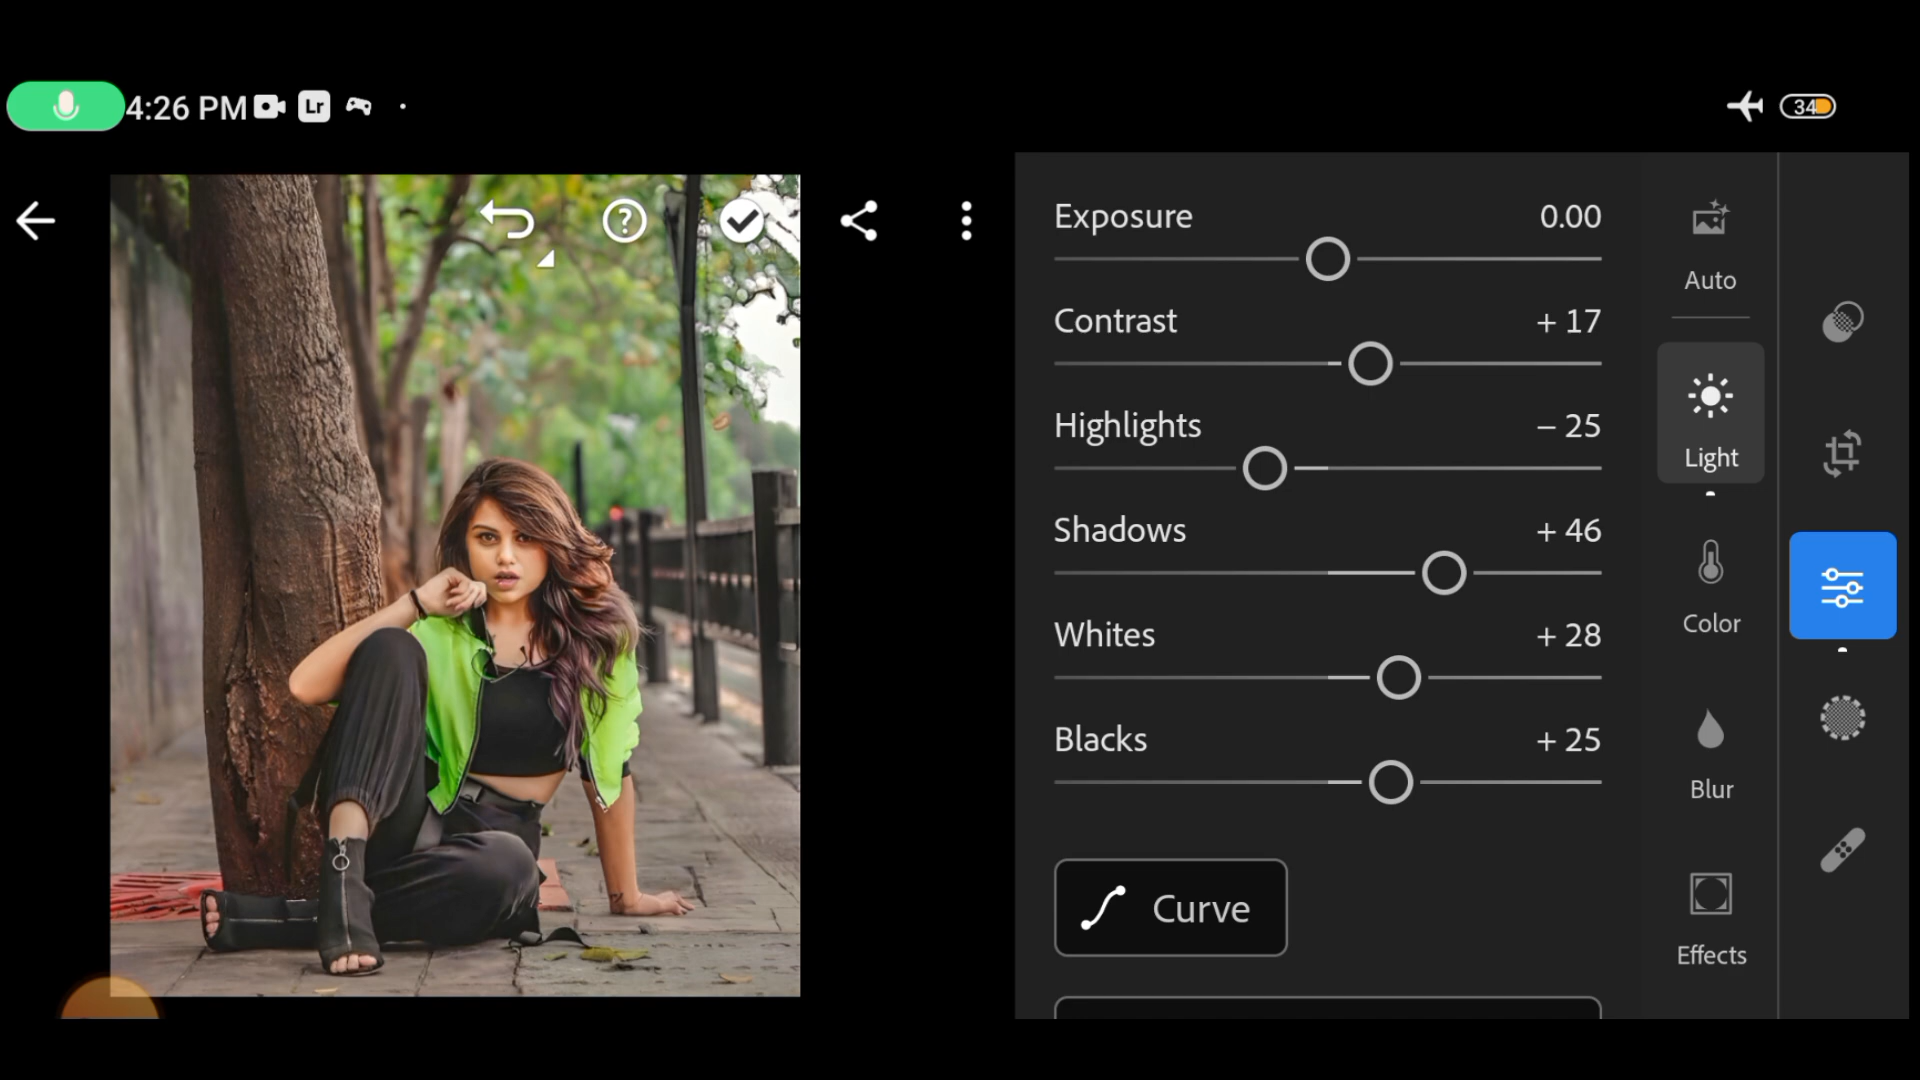 4:26 PM Lr
34
Exposure 0.00
Contrast + 17
Highlights – 25
Shadows + 46
Whites + 28
Blacks + 25
Curve
Auto
Light
Color
Blur
Effects